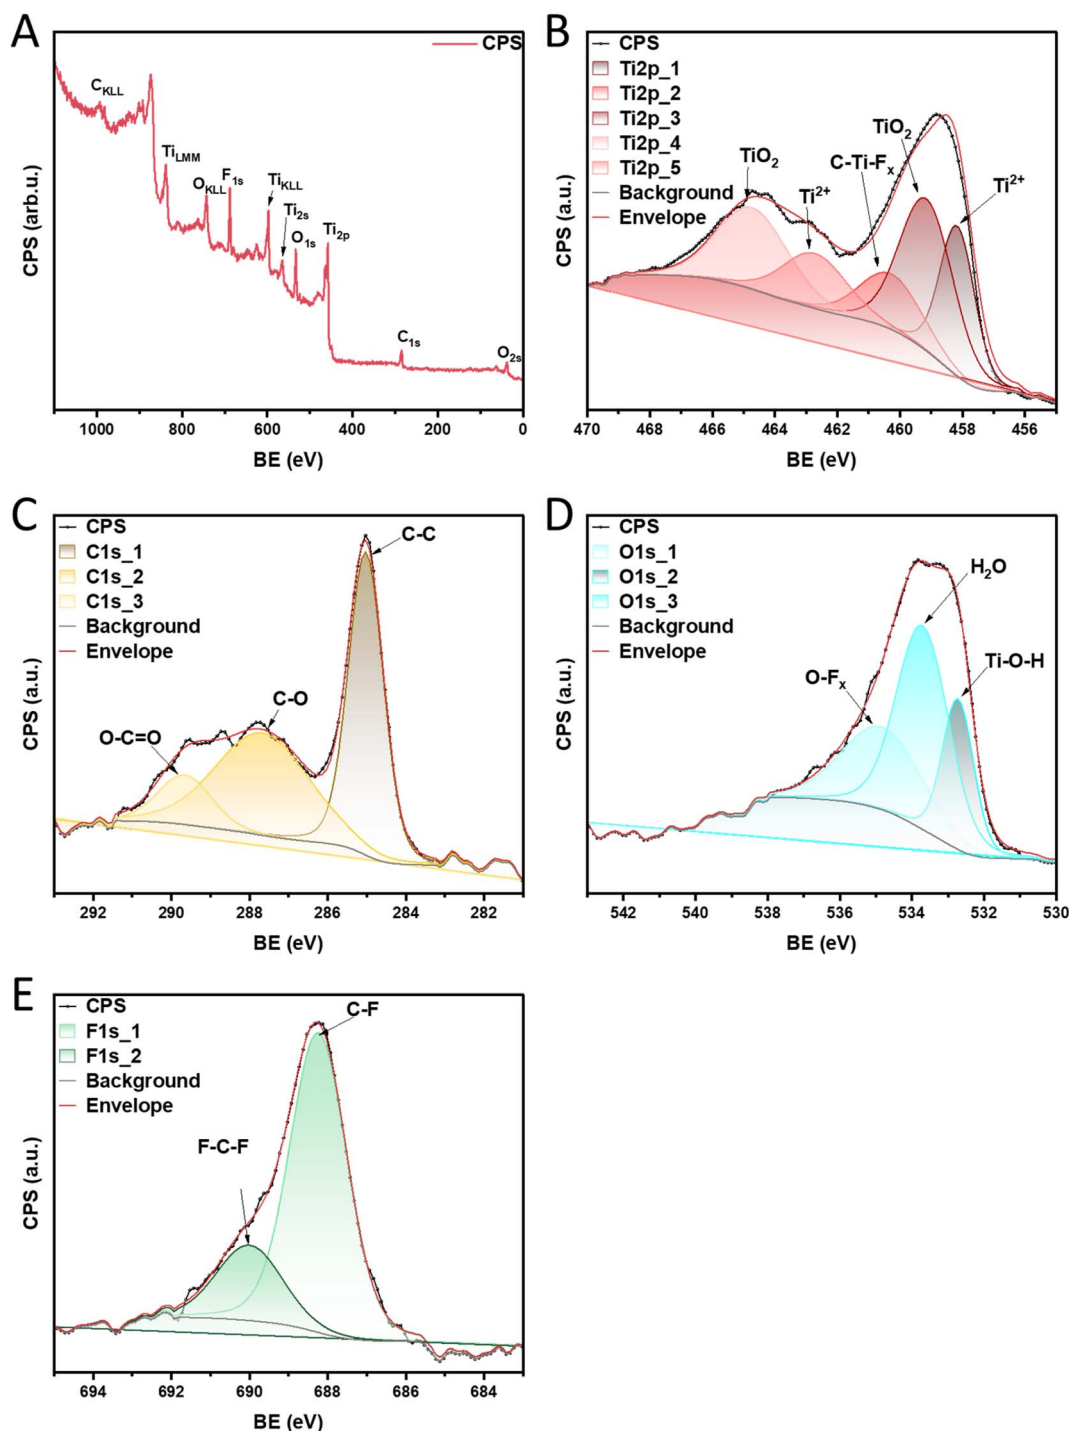 A
CPS
C_KLL
Ti_LMM
O_KLL
F_1s
Ti_KLL
Ti_2s
O_1s
Ti_2p
C_1s
O_2s
CPS (arb.u.)
1000 800 600 400 200 0
BE (eV)
B
CPS
Ti2p_1
Ti2p_2
Ti2p_3
Ti2p_4
Ti2p_5
Background
Envelope
TiO₂
Ti²⁺
C-Ti-Fₓ
TiO₂
Ti²⁺
CPS (a.u.)
470 468 466 464 462 460 458 456
BE (eV)
C
CPS
C1s_1
C1s_2
C1s_3
Background
Envelope
O-C=O
C-O
C-C
CPS (a.u.)
292 290 288 286 284 282
BE (eV)
D
CPS
O1s_1
O1s_2
O1s_3
Background
Envelope
O-Fₓ
H₂O
Ti-O-H
CPS (a.u.)
542 540 538 536 534 532 530
BE (eV)
E
CPS
F1s_1
F1s_2
Background
Envelope
F-C-F
C-F
CPS (a.u.)
694 692 690 688 686 684
BE (eV)